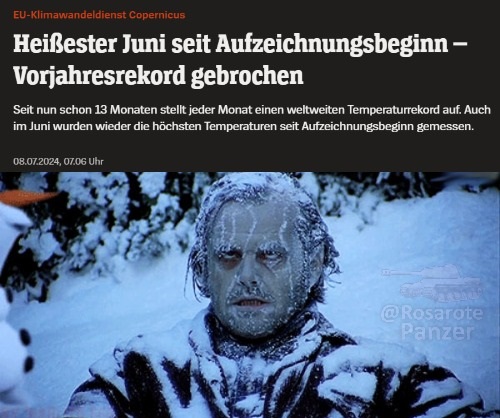 EU-Klimawandeldienst Copernicus
Heißester Juni seit Aufzeichnungsbeginn –
Vorjahresrekord gebrochen
Seit nun schon 13 Monaten stellt jeder Monat einen weltweiten Temperaturrekord auf. Auch
im Juni wurden wieder die höchsten Temperaturen seit Aufzeichnungsbeginn gemessen.
08.07.2024, 07.06 Uhr
@Rosarote
Panzer